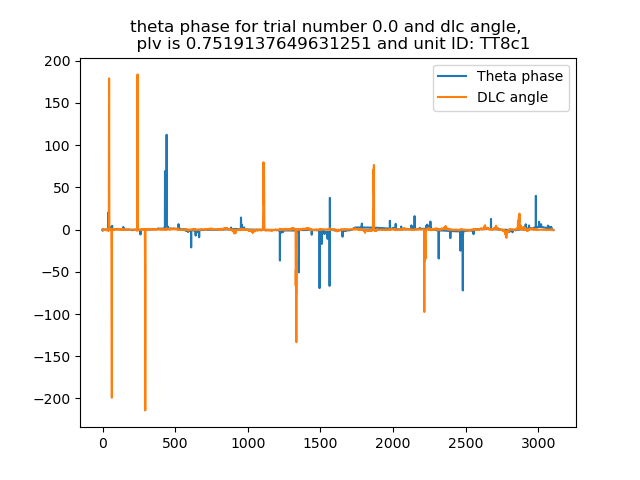 theta phase for trial number 0.0 and dlc angle,
plv is 0.7519137649631251 and unit ID: TT8c1
Theta phase
DLC angle
200
150
100
50
0
−50
−100
−150
−200
0 500 1000 1500 2000 2500 3000